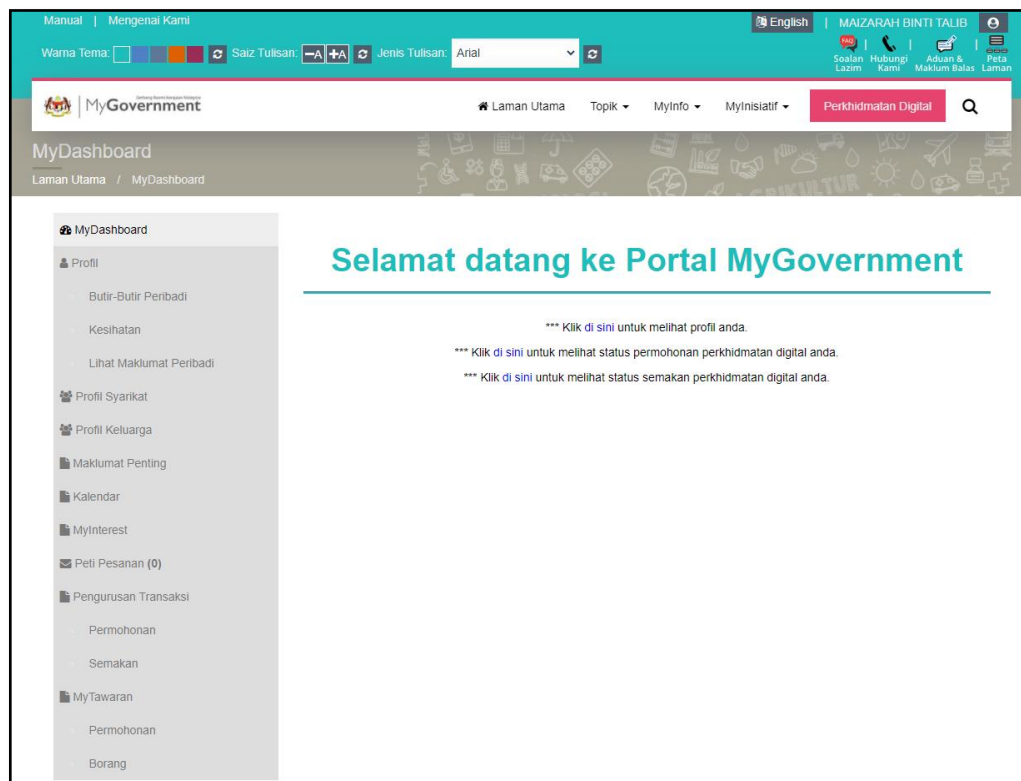 Manual | Mengenai Kami
English | MAIZARAH BINTI TALIB
Warna Tema: Saiz Tulisan: -A +A Jenis Tulisan: Arial
FAQ
Soalan Lazim | Hubungi Kami | Aduan & Maklum Balas | Peta Laman
MyGovernment
Laman Utama Topik MyInfo MyInisiatif Perkhidmatan Digital
MyDashboard
Laman Utama / MyDashboard
AGRIKULTUR
MyDashboard
Profil
Butir-Butir Peribadi
Kesihatan
Lihat Maklumat Peribadi
Profil Syarikat
Profil Keluarga
Maklumat Penting
Kalendar
MyInterest
Peti Pesanan (0)
Pengurusan Transaksi
Permohonan
Semakan
MyTawaran
Permohonan
Borang
Selamat datang ke Portal MyGovernment
*** Klik di sini untuk melihat profil anda.
*** Klik di sini untuk melihat status permohonan perkhidmatan digital anda.
*** Klik di sini untuk melihat status semakan perkhidmatan digital anda.